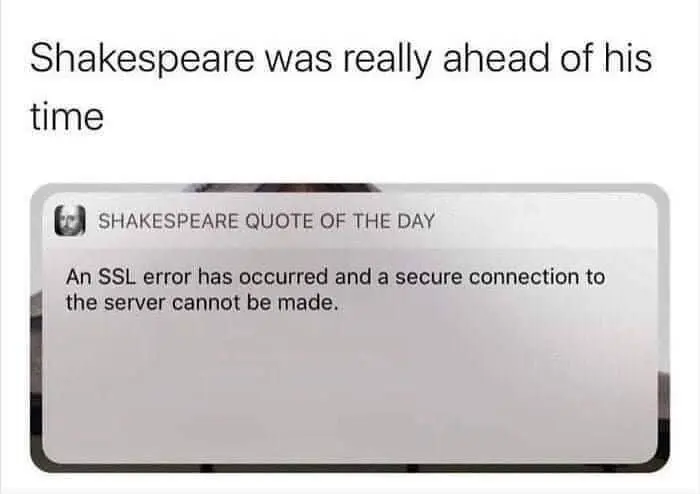 Shakespeare was really ahead of his
time
SHAKESPEARE QUOTE OF THE DAY
An SSL error has occurred and a secure connection to
the server cannot be made.